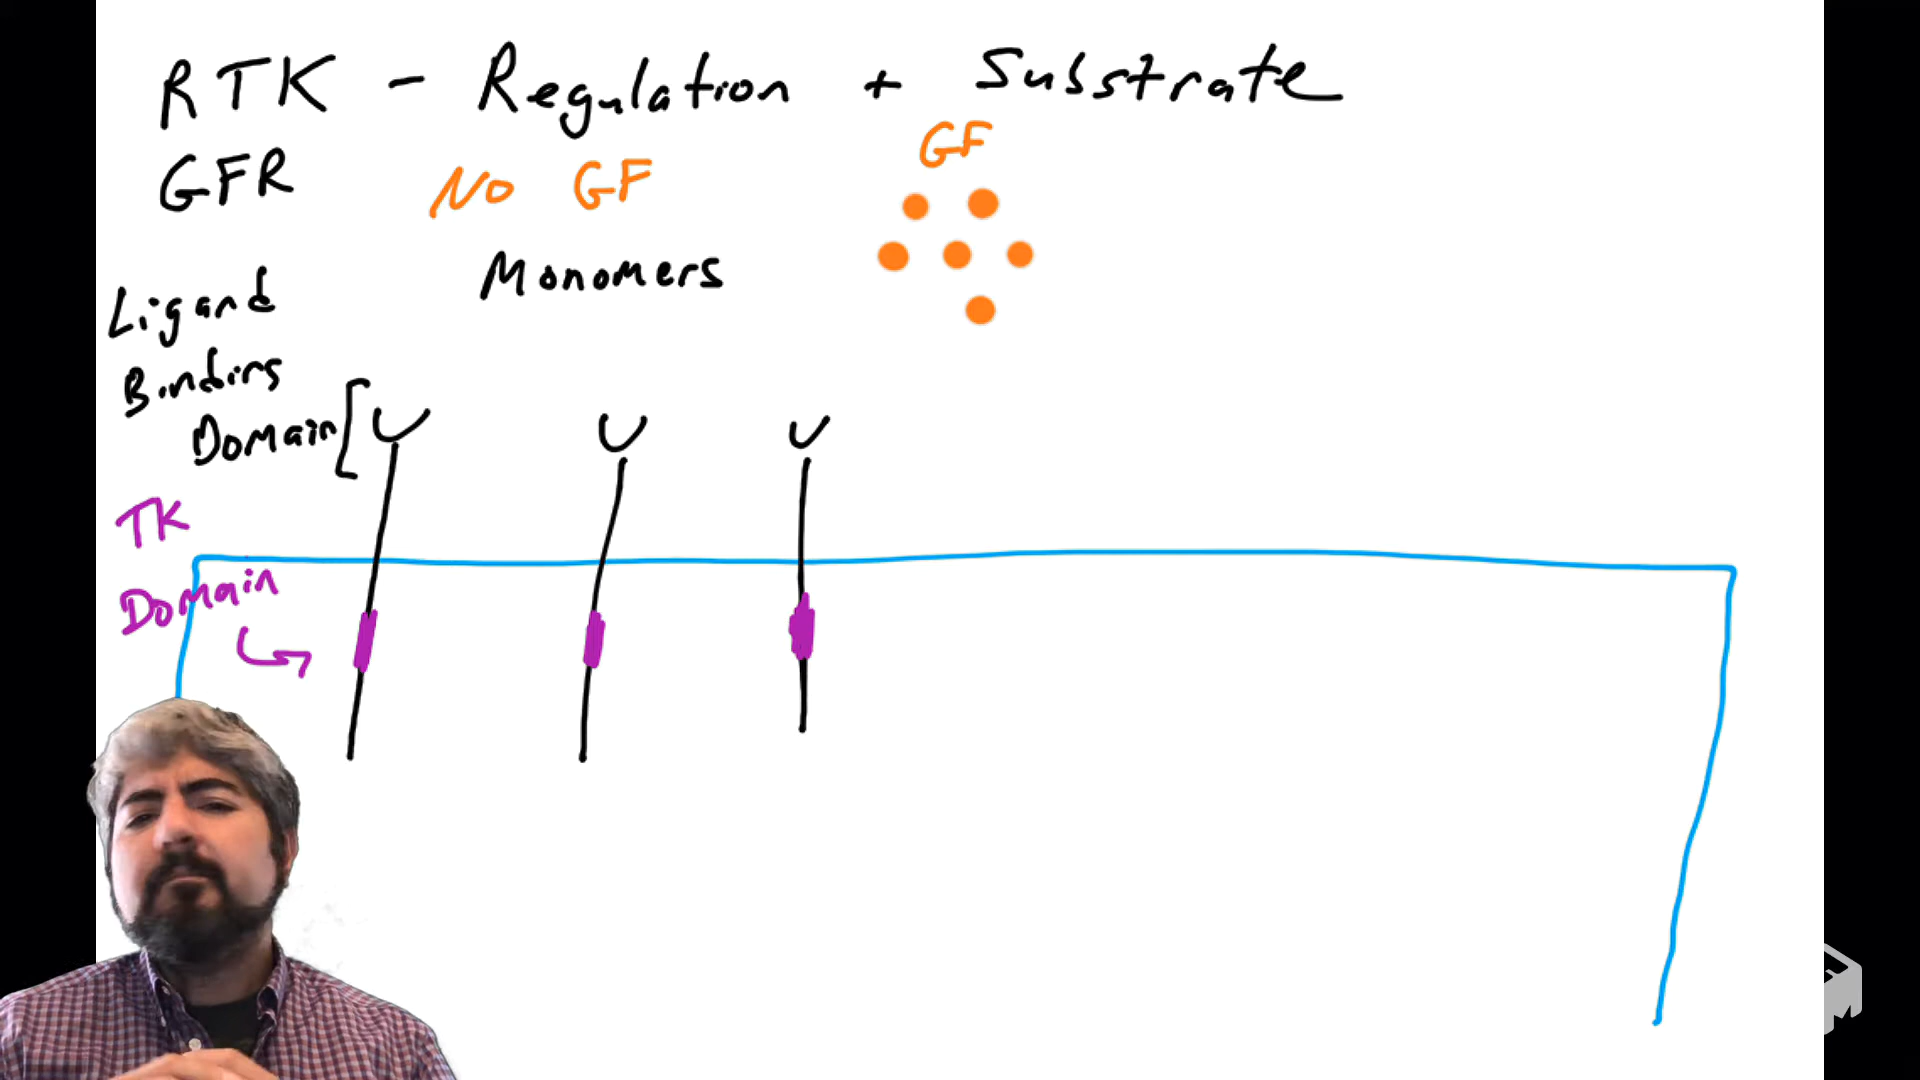 RTK - Regulation + Substrate
GFR
NO GF
GF
Monomers
Ligand
Binding
Domain
TK
Domain